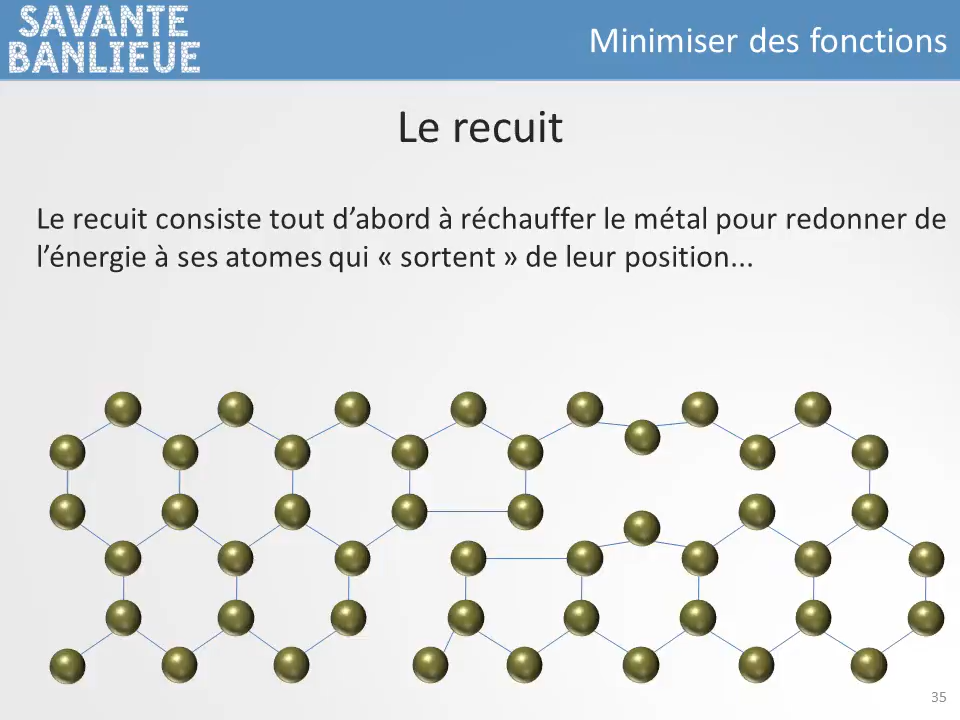 SAVANTE
BANLIEUE
Minimiser des fonctions
Le recuit
Le recuit consiste tout d’abord à réchauffer le métal pour redonner de
l’énergie à ses atomes qui « sortent » de leur position...
35